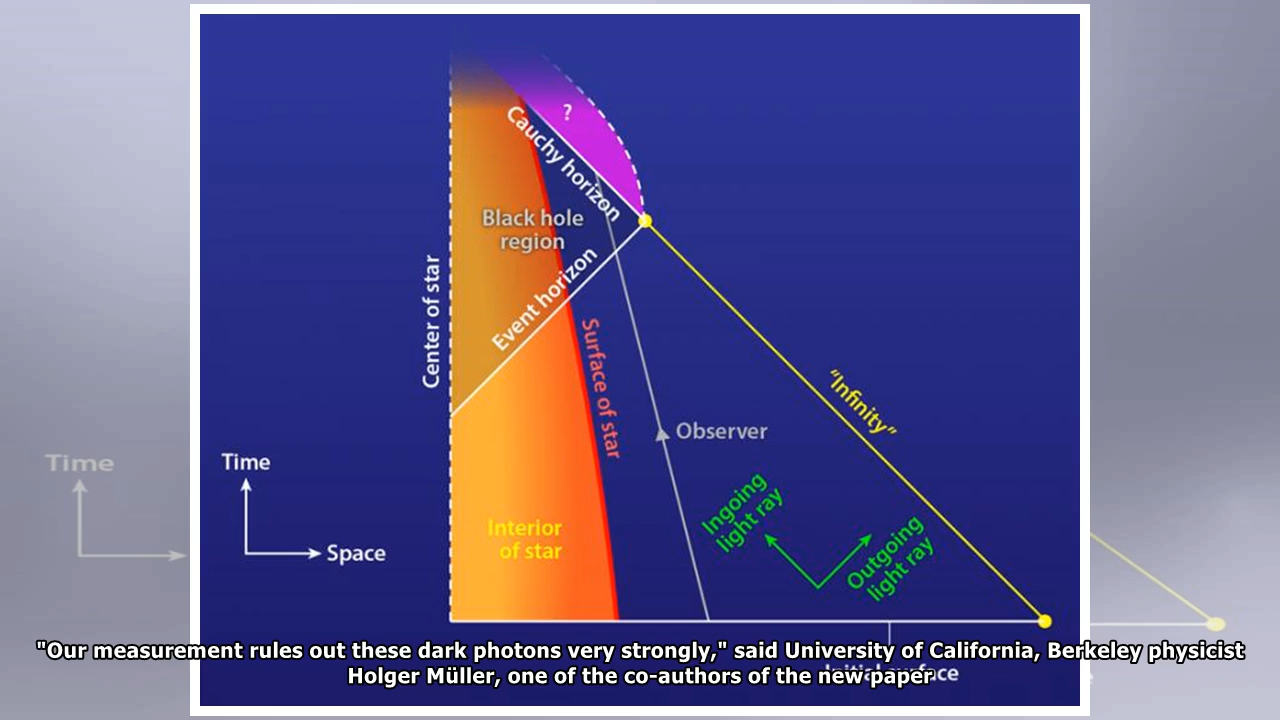 ?
Cauchy horizon
Black hole
region
Event horizon
Center of star
Surface of star
"Infinity"
Observer
Time
Time
Space
Ingoing
light ray
Outgoing
light ray
Interior
of star
"Our measurement rules out these dark photons very strongly," said University of California, Berkeley physicist
Holger Müller, one of the co-authors of the new paper